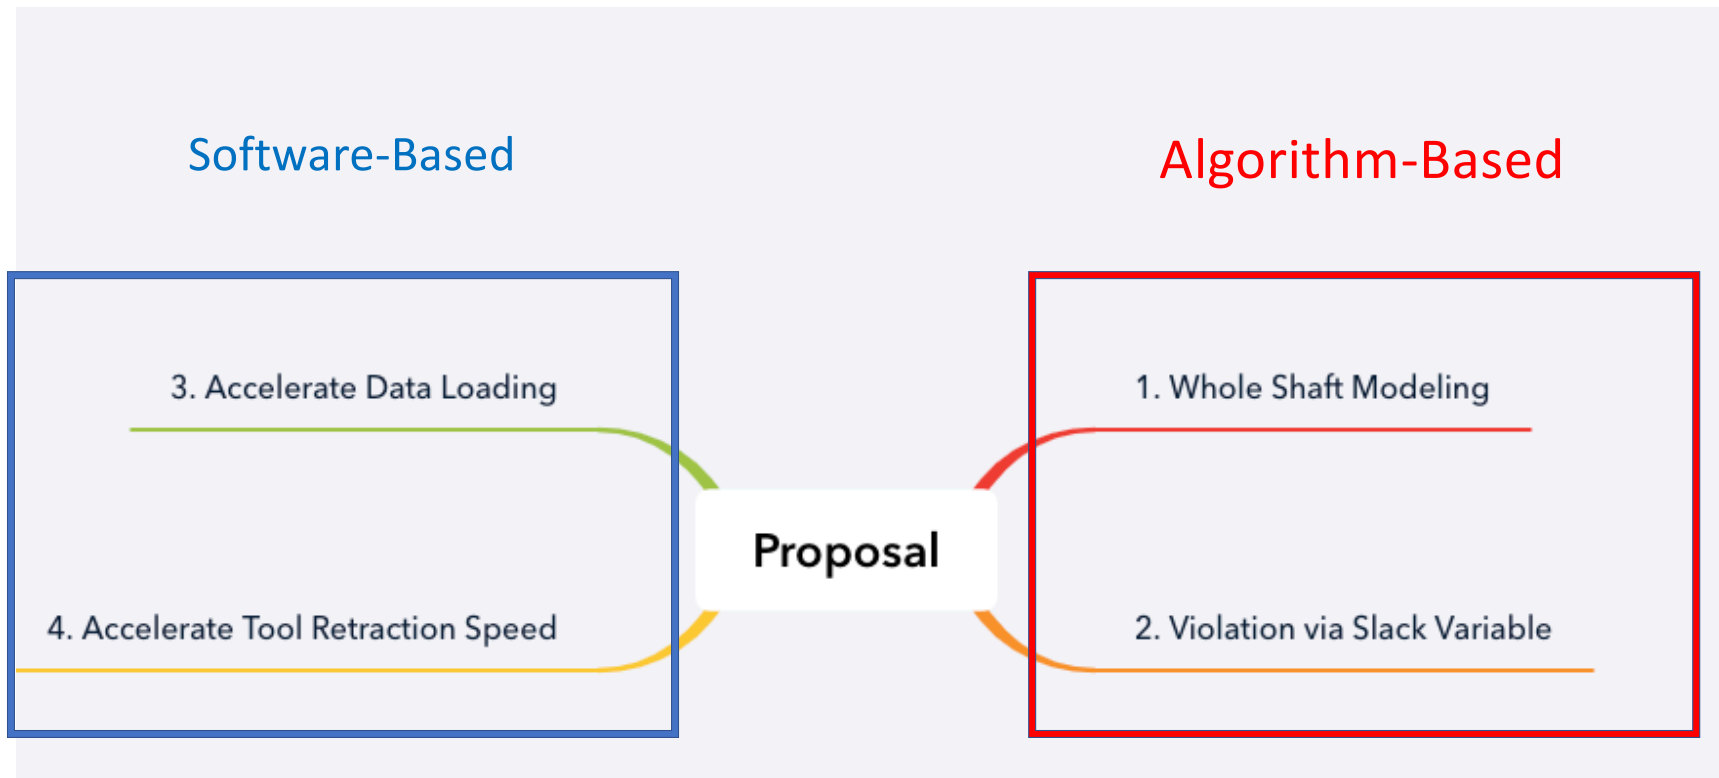 Software-Based
Algorithm-Based
3. Accelerate Data Loading
1. Whole Shaft Modeling
Proposal
4. Accelerate Tool Retraction Speed
2. Violation via Slack Variable